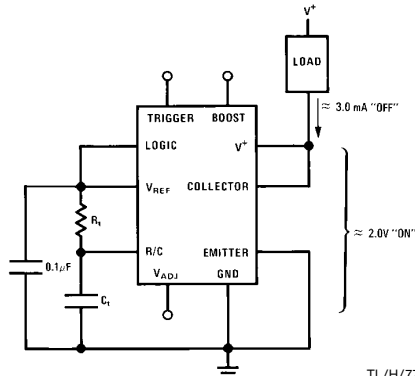 V+
LOAD
≈ 3.0 mA "OFF"
TRIGGER BOOST
LOGIC V+
VREF COLLECTOR
R1
≈ 2.0V "ON"
R/C EMITTER
0.1μF
C1
VADJ GND